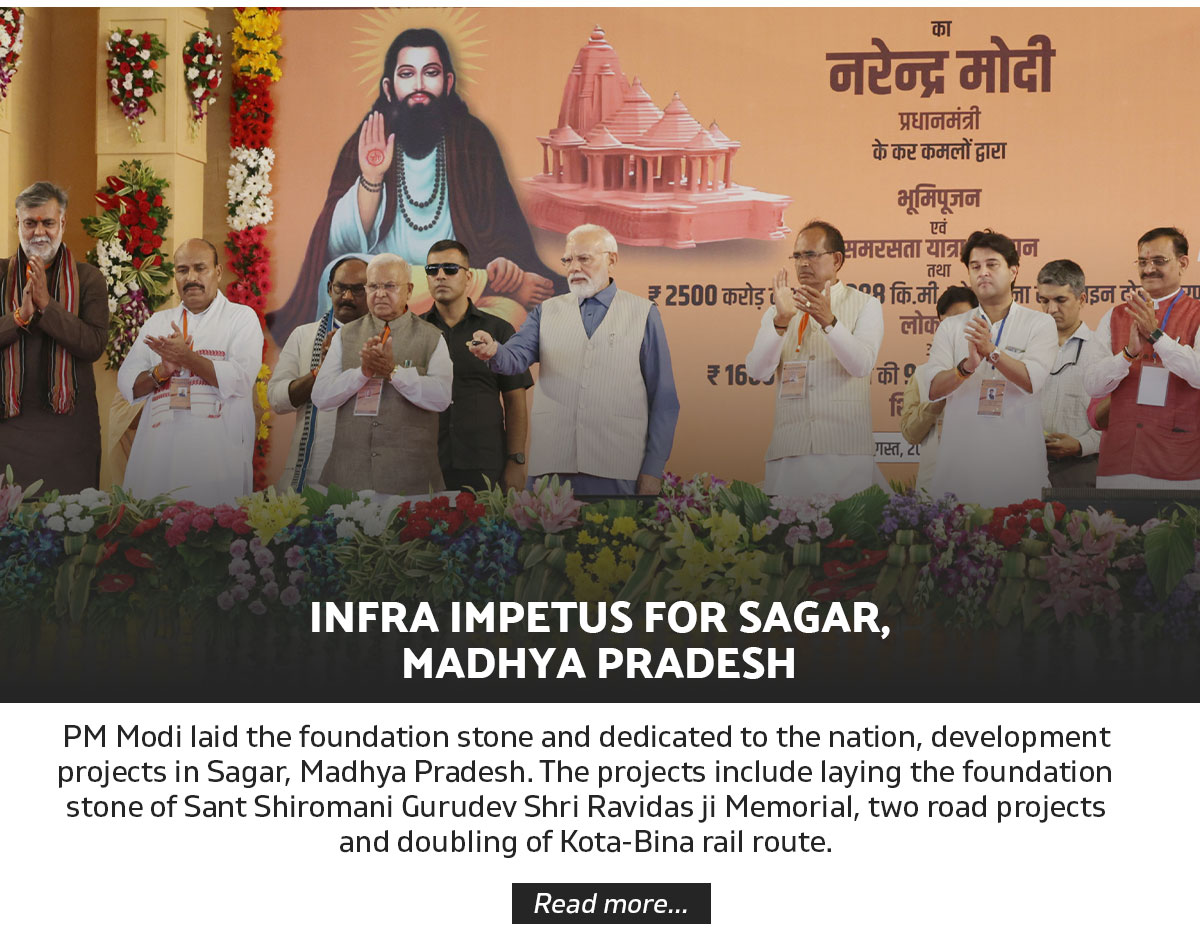 का
नरेन्द्र मोदी
प्रधानमंत्री
के कर कमलों द्वारा
भूमिपूजन
एवं
समरसता यात्रा
तथा
₹ 2500 करोड़ कि.मी
₹ की
INFRA IMPETUS FOR SAGAR,
MADHYA PRADESH
PM Modi laid the foundation stone and dedicated to the nation, development
projects in Sagar, Madhya Pradesh. The projects include laying the foundation
stone of Sant Shiromani Gurudev Shri Ravidas ji Memorial, two road projects
and doubling of Kota-Bina rail route.
Read more...